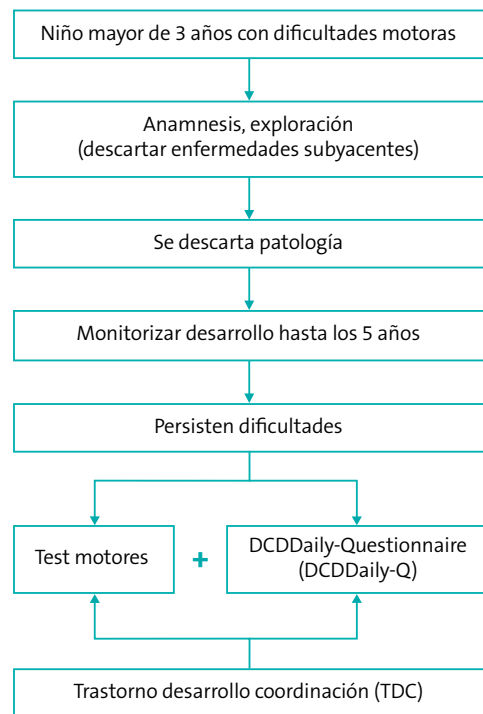 Niño mayor de 3 años con dificultades motoras
Anamnesis, exploración
(descartar enfermedades subyacentes)
Se descarta patología
Monitorizar desarrollo hasta los 5 años
Persisten dificultades
Test motores
+
DCDDaily-Questionnaire
(DCDDaily-Q)
Trastorno desarrollo coordinación (TDC)